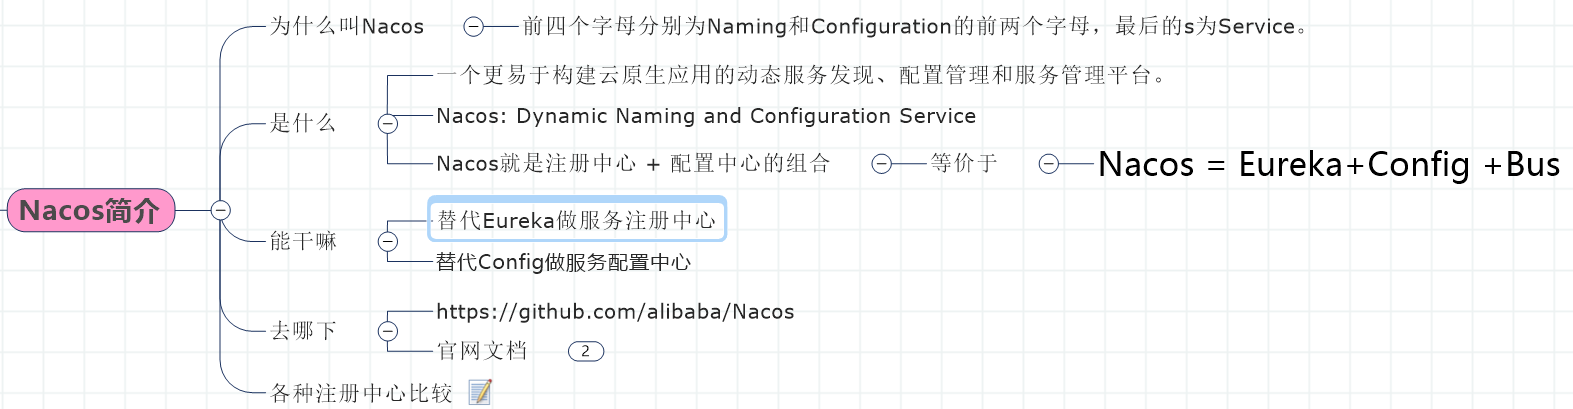 Nacos简介
为什么叫Nacos
前四个字母分别为Naming和Configuration的前两个字母，最后的s为Service。
是什么
一个更易于构建云原生应用的动态服务发现、配置管理和服务管理平台。
Nacos: Dynamic Naming and Configuration Service
Nacos就是注册中心 + 配置中心的组合
等价于
Nacos = Eureka+Config +Bus
能干嘛
替代Eureka做服务注册中心
替代Config做服务配置中心
去哪下
https://github.com/alibaba/Nacos
官网文档
2
各种注册中心比较